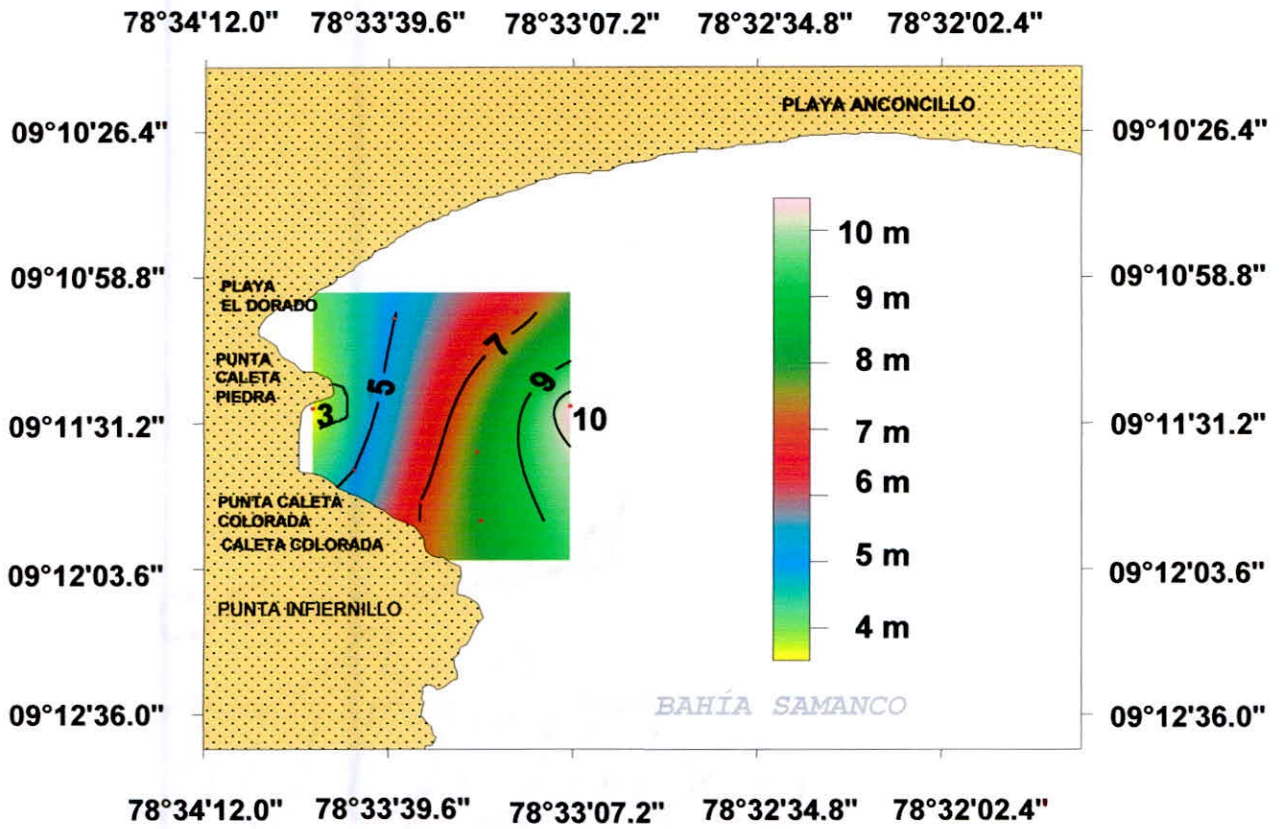 78°34'12.0" 78°33'39.6" 78°33'07.2" 78°32'34.8" 78°32'02.4"
PLAYA ANCONCILLO
09°10'26.4" 09°10'26.4"
10 m
9 m
8 m
7 m
6 m
5 m
4 m
09°10'58.8" 09°10'58.8"
PLAYA
EL DORADO
PUNTA
CALETA
PIEDRA
3
5
7
9
10
09°11'31.2" 09°11'31.2"
PUNTA CALETA
COLORADA
CALETA COLORADA
09°12'03.6" 09°12'03.6"
PUNTA INFIERNILLO
BAHÍA SAMANCO
09°12'36.0" 09°12'36.0"
78°34'12.0" 78°33'39.6" 78°33'07.2" 78°32'34.8" 78°32'02.4"